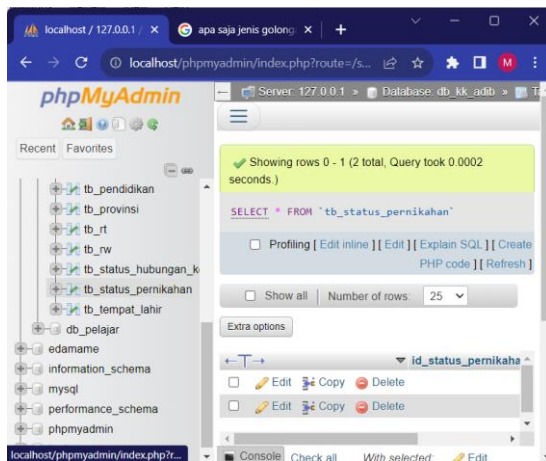 localhost / 127.0.0.1 /
apa saja jenis golong
localhost/phpmyadmin/index.php?route=/s...
M
phpMyAdmin
Recent Favorites
tb_pendidikan
tb_provinsi
tb_rt
tb_rw
tb_status_hubungan_k
tb_status_pernikahan
tb_tempat_lahir
db_pelajar
edamame
information_schema
mysql
performance_schema
phpmyadmin
localhost/phpmyadmin/index.php?r...
Server: 127.0.0.1 » Database: db_kk_adib »
Showing rows 0 - 1 (2 total, Query took 0.0002
seconds.)
SELECT * FROM `tb_status_pernikahan`
Profiling [ Edit inline ] [ Edit ] [ Explain SQL ] [ Create
PHP code ] [ Refresh ]
Show all Number of rows: 25
Extra options
←T→ id_status_pernikaha
Edit Copy Delete
Edit Copy Delete
Console Check all With selected: Edit